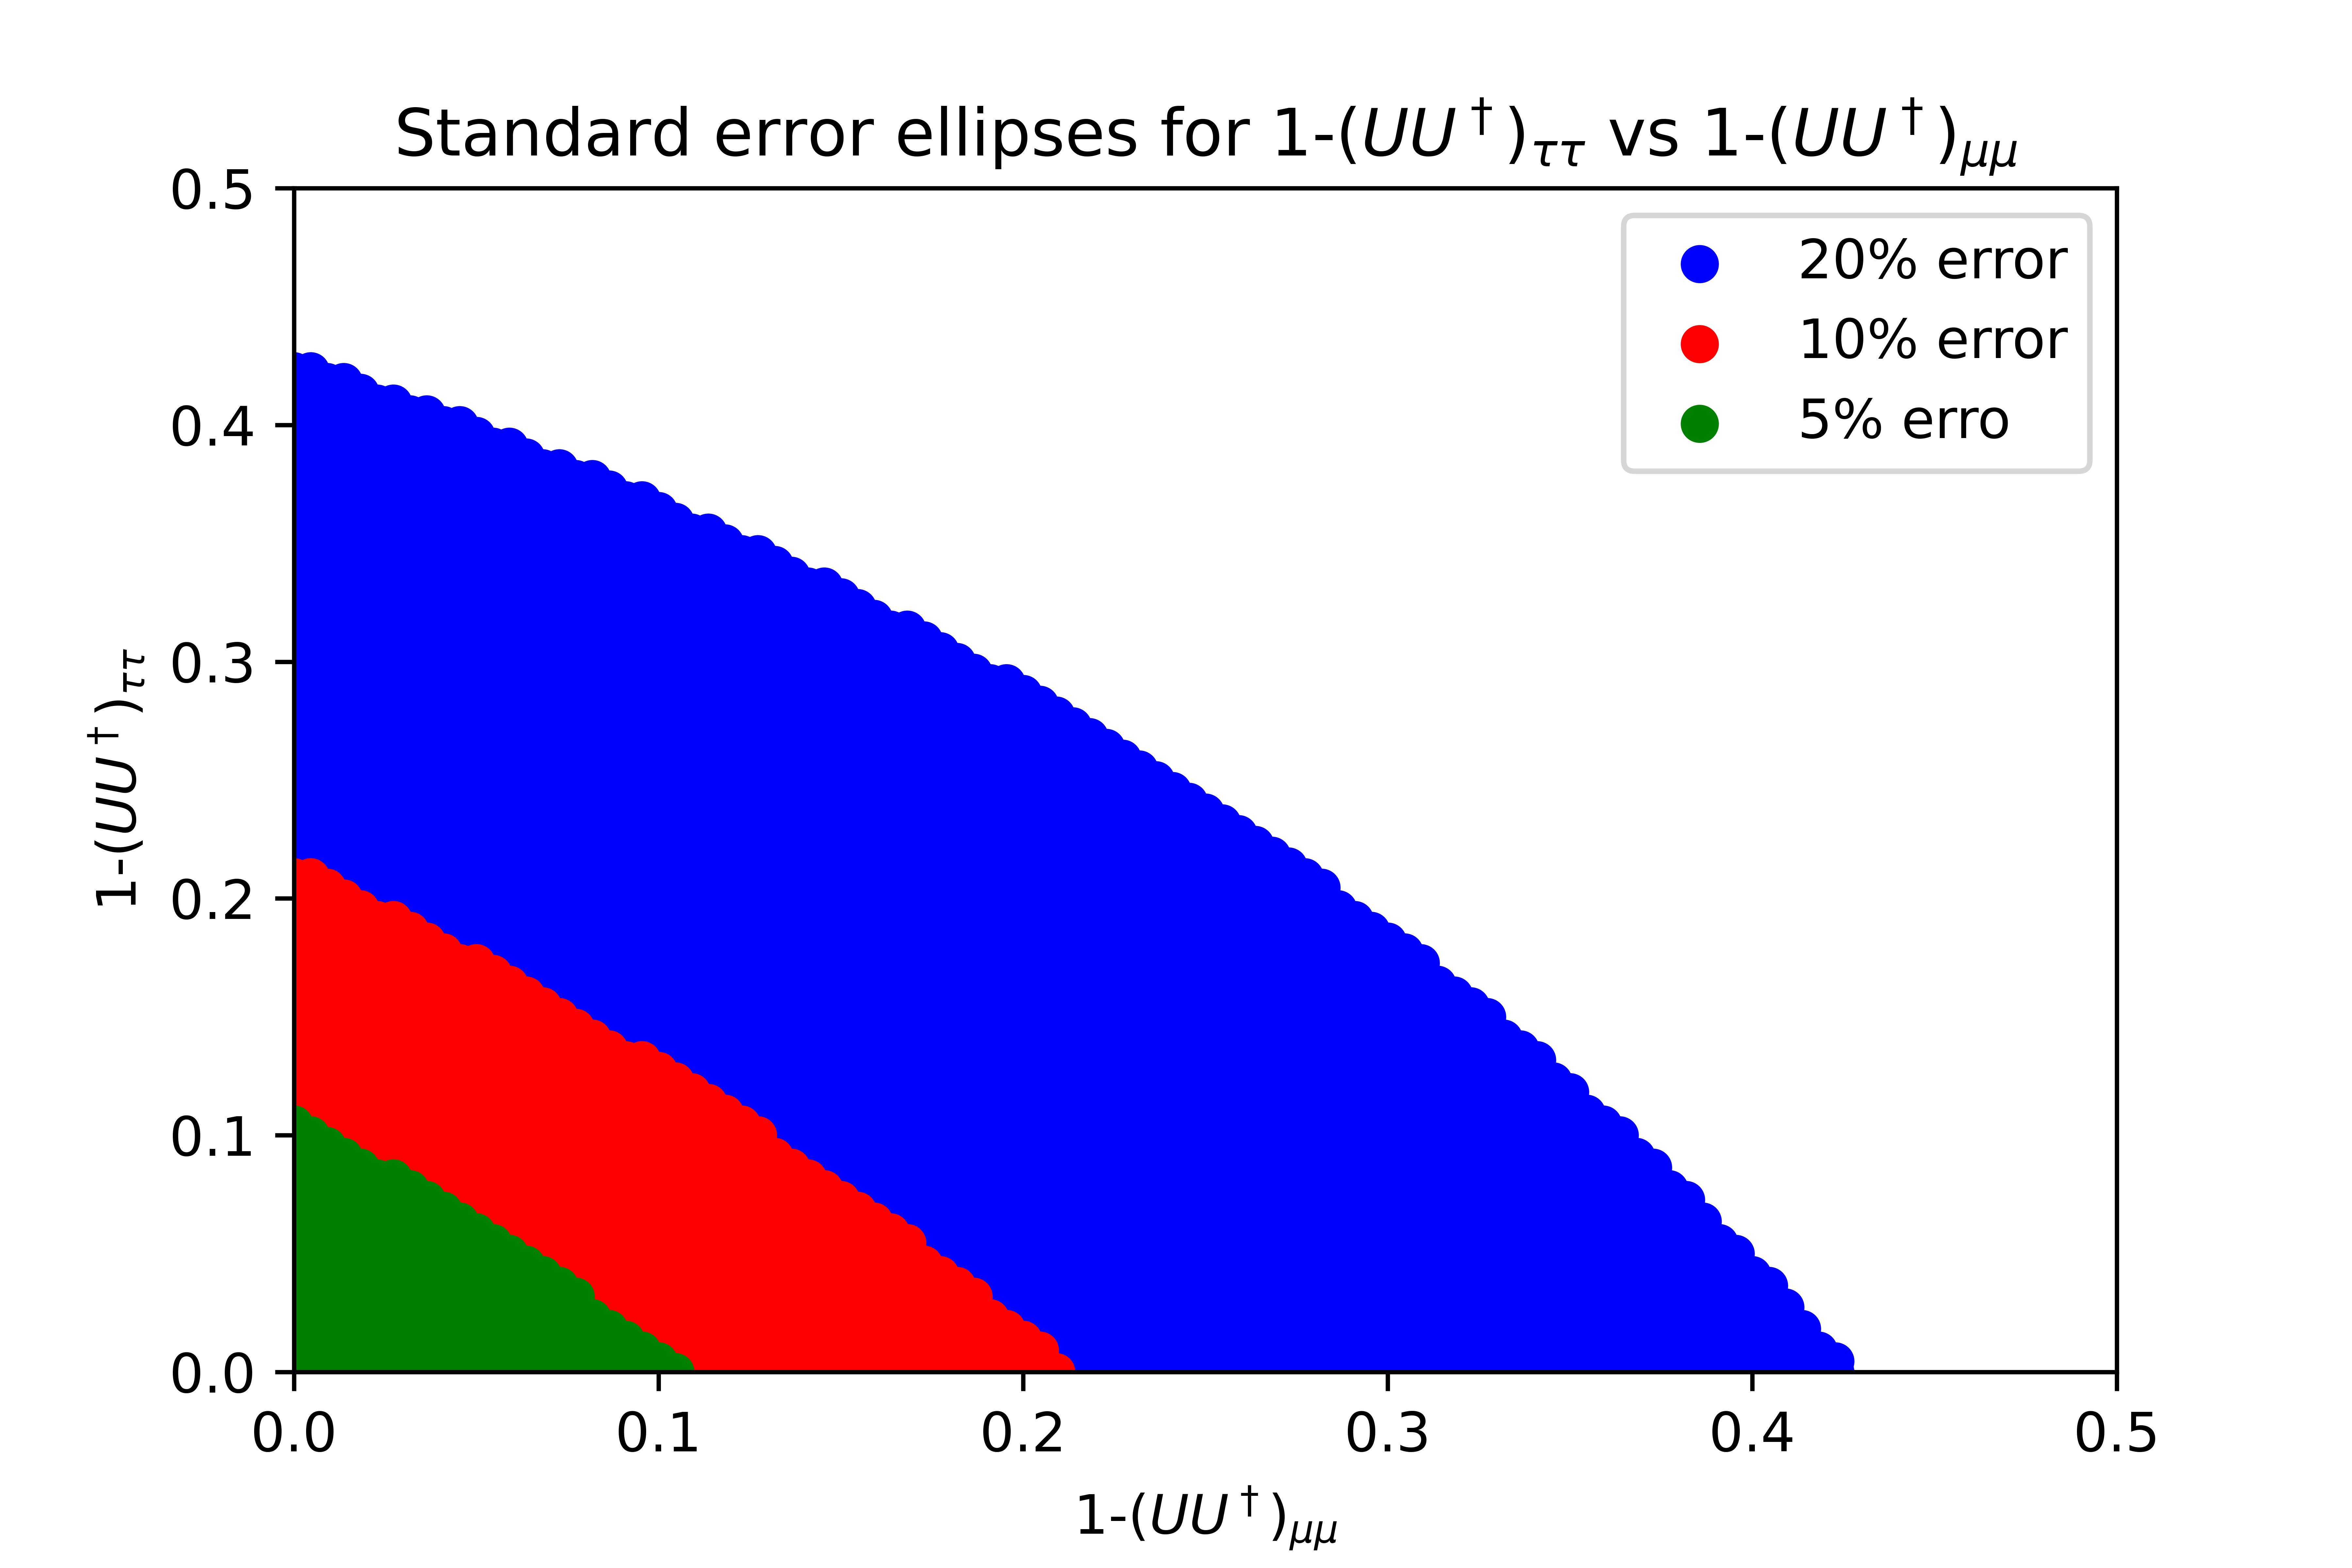 Standard error ellipses for 1-(UU†)ττ vs 1-(UU†)μμ
0.5
20% error
10% error
5% erro
0.4
0.3
1-(UU†)ττ
0.2
0.1
0.0
0.0 0.1 0.2 0.3 0.4 0.5
1-(UU†)μμ